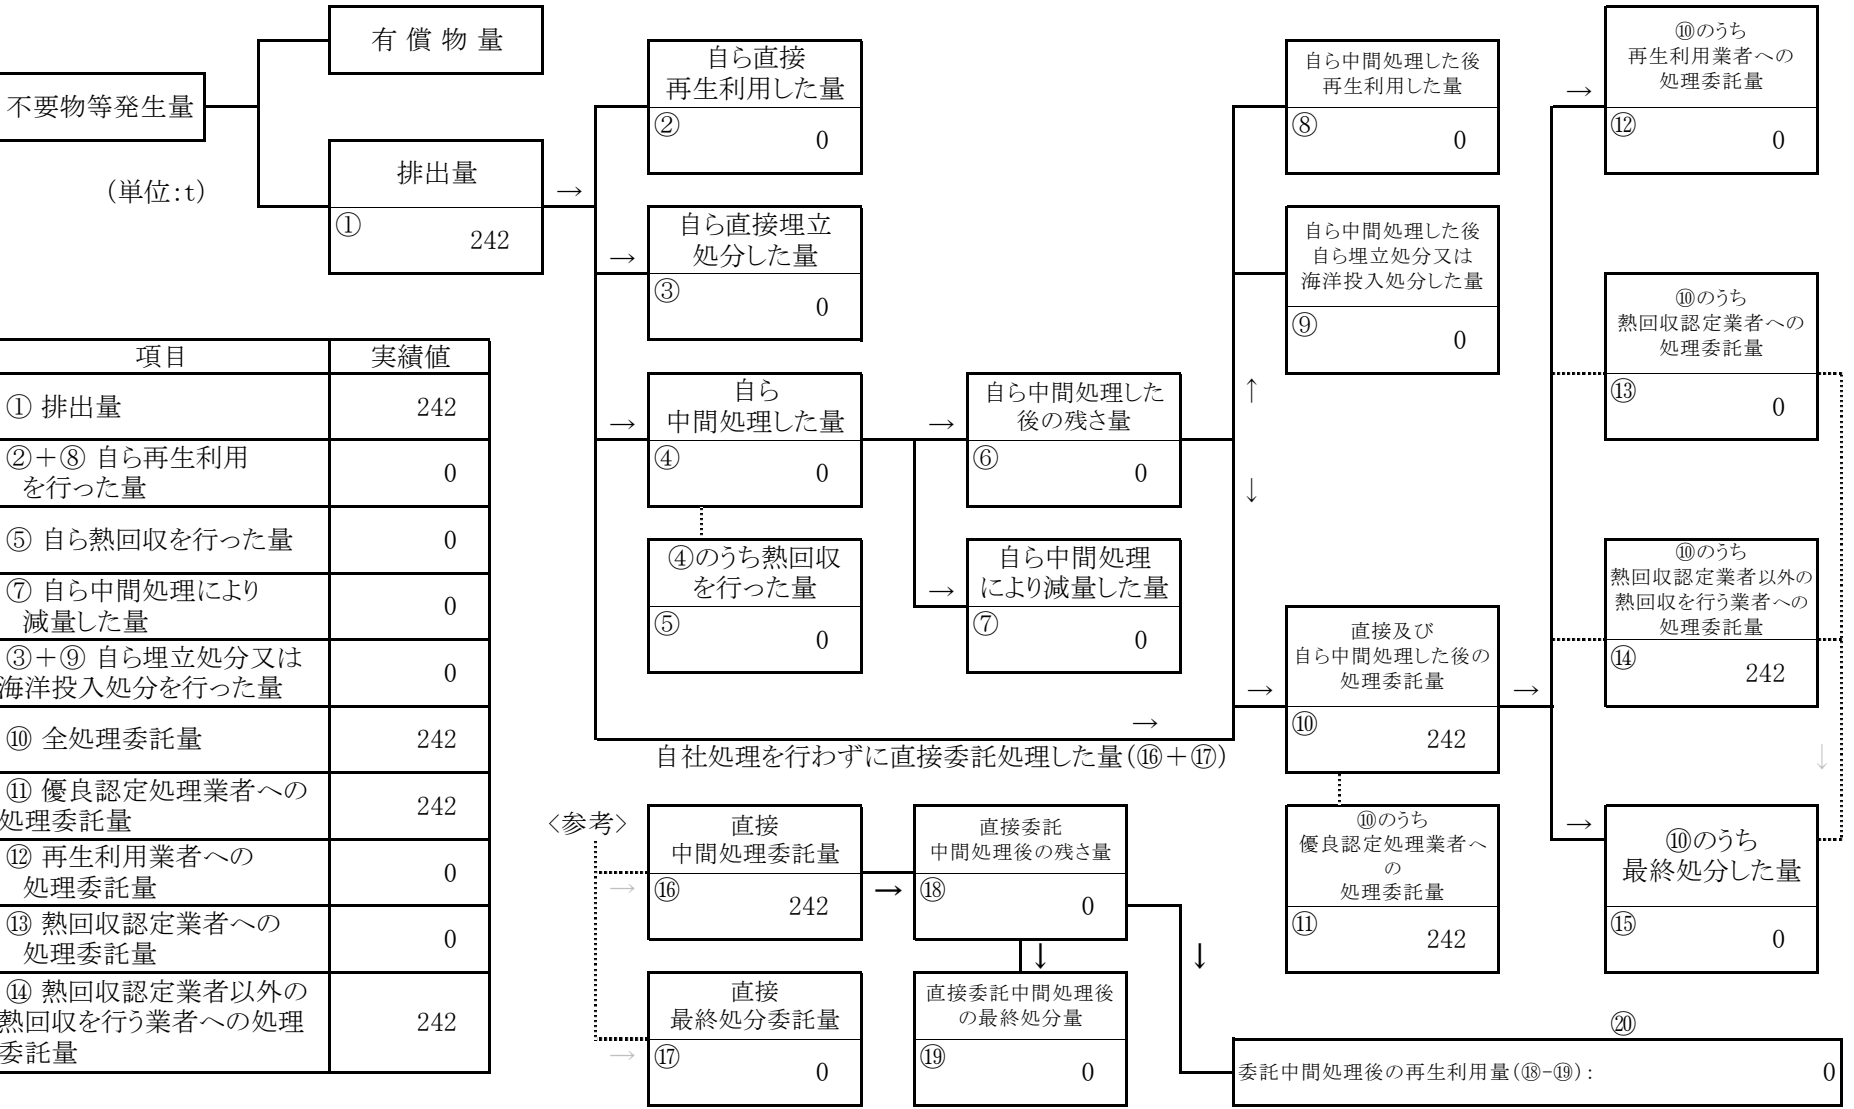 有 償 物 量
不要物等発生量
(単位:t)
排出量
①
242
→
自ら直接
再生利用した量
②
0
→
自ら直接埋立
処分した量
③
0
→
自ら
中間処理した量
④
0
④のうち熱回収
を行った量
⑤
0
→
自ら中間処理した
後の残さ量
⑥
0
→
自ら中間処理
により減量した量
⑦
0
→
自社処理を行わずに直接委託処理した量(⑯＋⑰)
自ら中間処理した後
再生利用した量
⑧
0
自ら中間処理した後
自ら埋立処分又は
海洋投入処分した量
⑨
0
↑
↓
→
直接及び
自ら中間処理した後の
処理委託量
⑩
242
⑩のうち
優良認定処理業者へ
の
処理委託量
⑪
242
→
→
⑩のうち
再生利用業者への
処理委託量
⑫
0
⑩のうち
熱回収認定業者への
処理委託量
⑬
0
⑩のうち
熱回収認定業者以外の
熱回収を行う業者への
処理委託量
⑭
242
↓
→
⑩のうち
最終処分した量
⑮
0
項目 実績値
① 排出量 242
②＋⑧ 自ら再生利用
を行った量
0
⑤ 自ら熱回収を行った量 0
⑦ 自ら中間処理により
減量した量
0
③＋⑨ 自ら埋立処分又は
海洋投入処分を行った量
0
⑩ 全処理委託量 242
⑪ 優良認定処理業者への
処理委託量
242
⑫ 再生利用業者への
処理委託量
0
⑬ 熱回収認定業者への
処理委託量
0
⑭ 熱回収認定業者以外の
熱回収を行う業者への処理
委託量
242
〈参考〉
→
直接
中間処理委託量
⑯
242
→
直接委託
中間処理後の残さ量
⑱
0
↓
↓
→
直接
最終処分委託量
⑰
0
直接委託中間処理後
の最終処分量
⑲
0
⑳
委託中間処理後の再生利用量(⑱-⑲)： 0